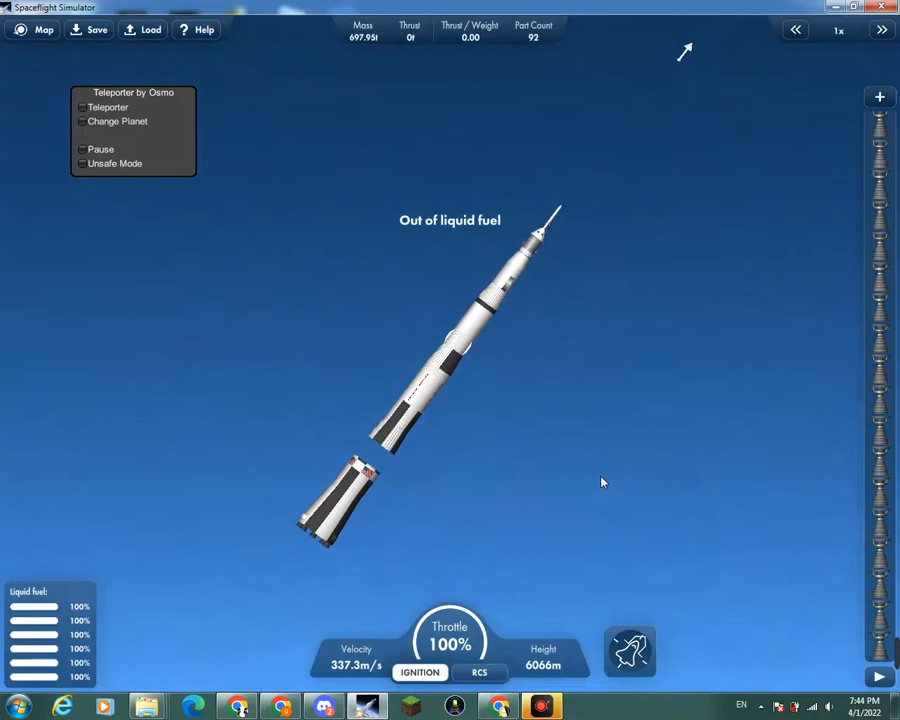 Spaceflight Simulator
Map
Save
Load
? Help
Mass
697.95t
Thrust
0t
Thrust / Weight
0.00
Part Count
92
1x
Teleporter by Osmo
Teleporter
Change Planet
Pause
Unsafe Mode
Out of liquid fuel
Liquid fuel:
100%
100%
100%
100%
100%
100%
Throttle
100%
Velocity
337.3m/s
Height
6066m
IGNITION
RCS
EN
7:44 PM
4/1/2022